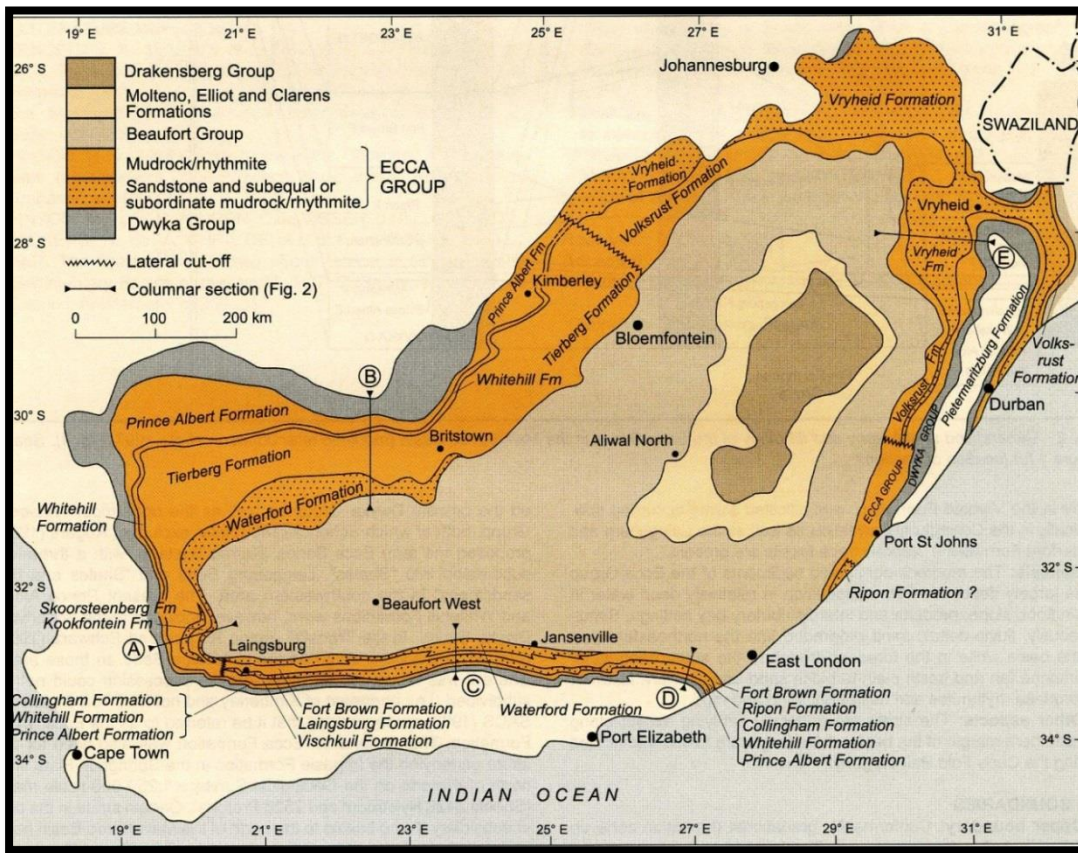 19° E
21° E
23° E
25° E
27° E
29° E
31° E
26° S
28° S
30° S
32° S
34° S
Drakensberg Group
Molteno, Elliot and Clarens
Formations
Beaufort Group
Mudrock/rhythmite
Sandstone and subequal or
subordinate mudrock/rhythmite
ECCA
GROUP
Dwyka Group
Lateral cut-off
Columnar section (Fig. 2)
0 100 200 km
Johannesburg
Vryheid Formation
SWAZILAND
Vryheid
Formation
Volksrust Formation
Vryheid
Vryheid
Fm
E
Prince Albert Fm
Kimberley
Tierberg Formation
Bloemfontein
Whitehill Fm
Pietermaritzburg Formation
Volks-
rust
Formation
Volksrust Fm
DWYKA GROUP
Durban
B
Prince Albert Formation
Britstown
Aliwal North
Tierberg Formation
Waterford Formation
ECCA GROUP
Whitehill
Formation
Port St Johns
32° S
Ripon Formation ?
Skoorsteenberg Fm
Kookfontein Fm
Beaufort West
A
Laingsburg
Jansenville
East London
C
D
Collingham Formation
Whitehill Formation
Prince Albert Formation
Fort Brown Formation
Laingsburg Formation
Vischkuil Formation
Waterford Formation
Fort Brown Formation
Ripon Formation
Collingham Formation
Whitehill Formation
Prince Albert Formation
Cape Town
Port Elizabeth
34° S
INDIAN OCEAN
19° E
21° E
23° E
25° E
27° E
29° E
31° E